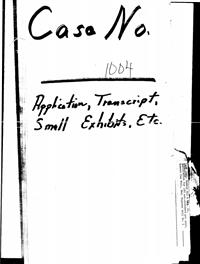 Case No.
1004
Application, Transcript,
Small Exhibits, Etc.